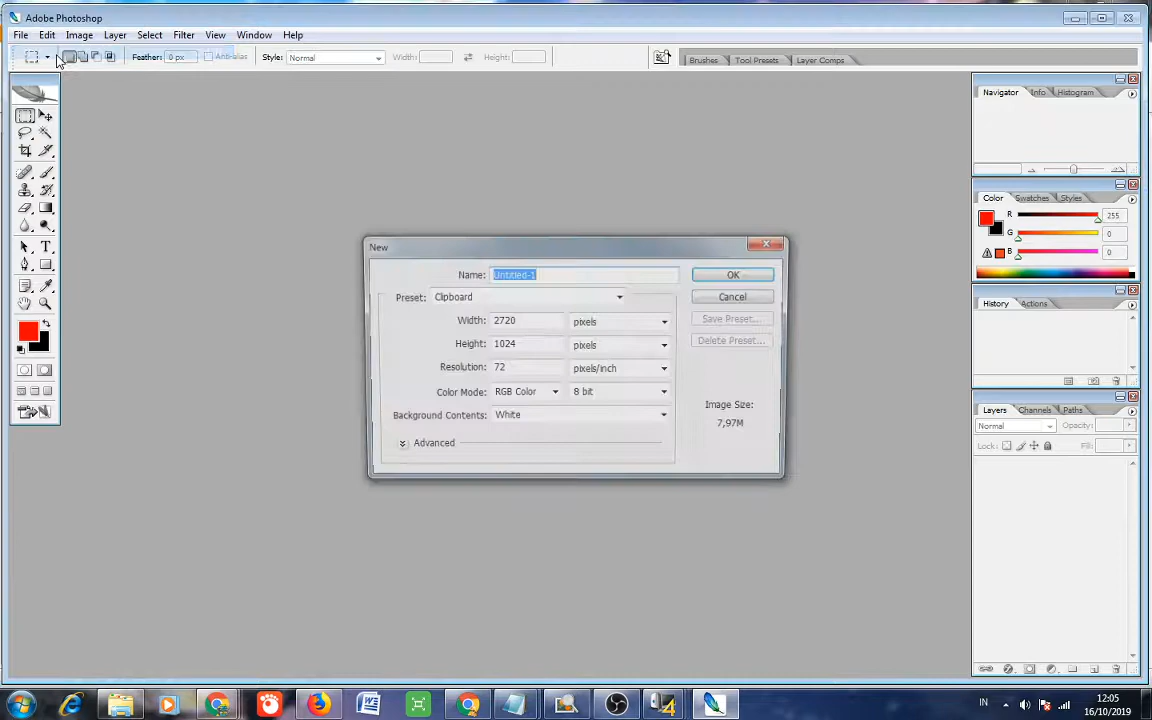 Adobe Photoshop
File Edit Image Layer Select Filter View Window Help
Feather: 0 px Anti-alias Style: Normal Width: Height: Brushes Tool Presets Layer Comps
Navigator Info Histogram
Color Swatches Styles
R 255
G 0
B 0
New
Name: Untitled-1 OK
Preset: Clipboard Cancel
Width: 2720 pixels Save Preset...
Height: 1024 pixels Delete Preset...
Resolution: 72 pixels/inch
Color Mode: RGB Color 8 bit Image Size:
Background Contents: White 7,97M
Advanced
History Actions
Layers Channels Paths
Normal Opacity:
Lock: Fill:
IN 12:05
16/10/2019